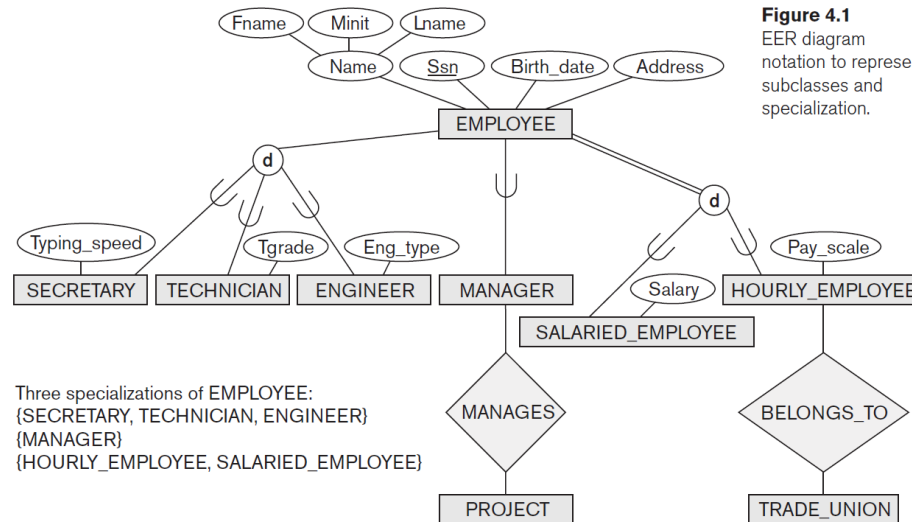 Fname
Minit
Lname
Name
Ssn
Birth_date
Address
Figure 4.1
EER diagram
notation to represe
subclasses and
specialization.
EMPLOYEE
d
d
Typing_speed
Tgrade
Eng_type
Pay_scale
SECRETARY
TECHNICIAN
ENGINEER
MANAGER
Salary
HOURLY_EMPLOYEE
SALARIED_EMPLOYEE
Three specializations of EMPLOYEE:
{SECRETARY, TECHNICIAN, ENGINEER}
{MANAGER}
{HOURLY_EMPLOYEE, SALARIED_EMPLOYEE}
MANAGES
BELONGS_TO
PROJECT
TRADE_UNION